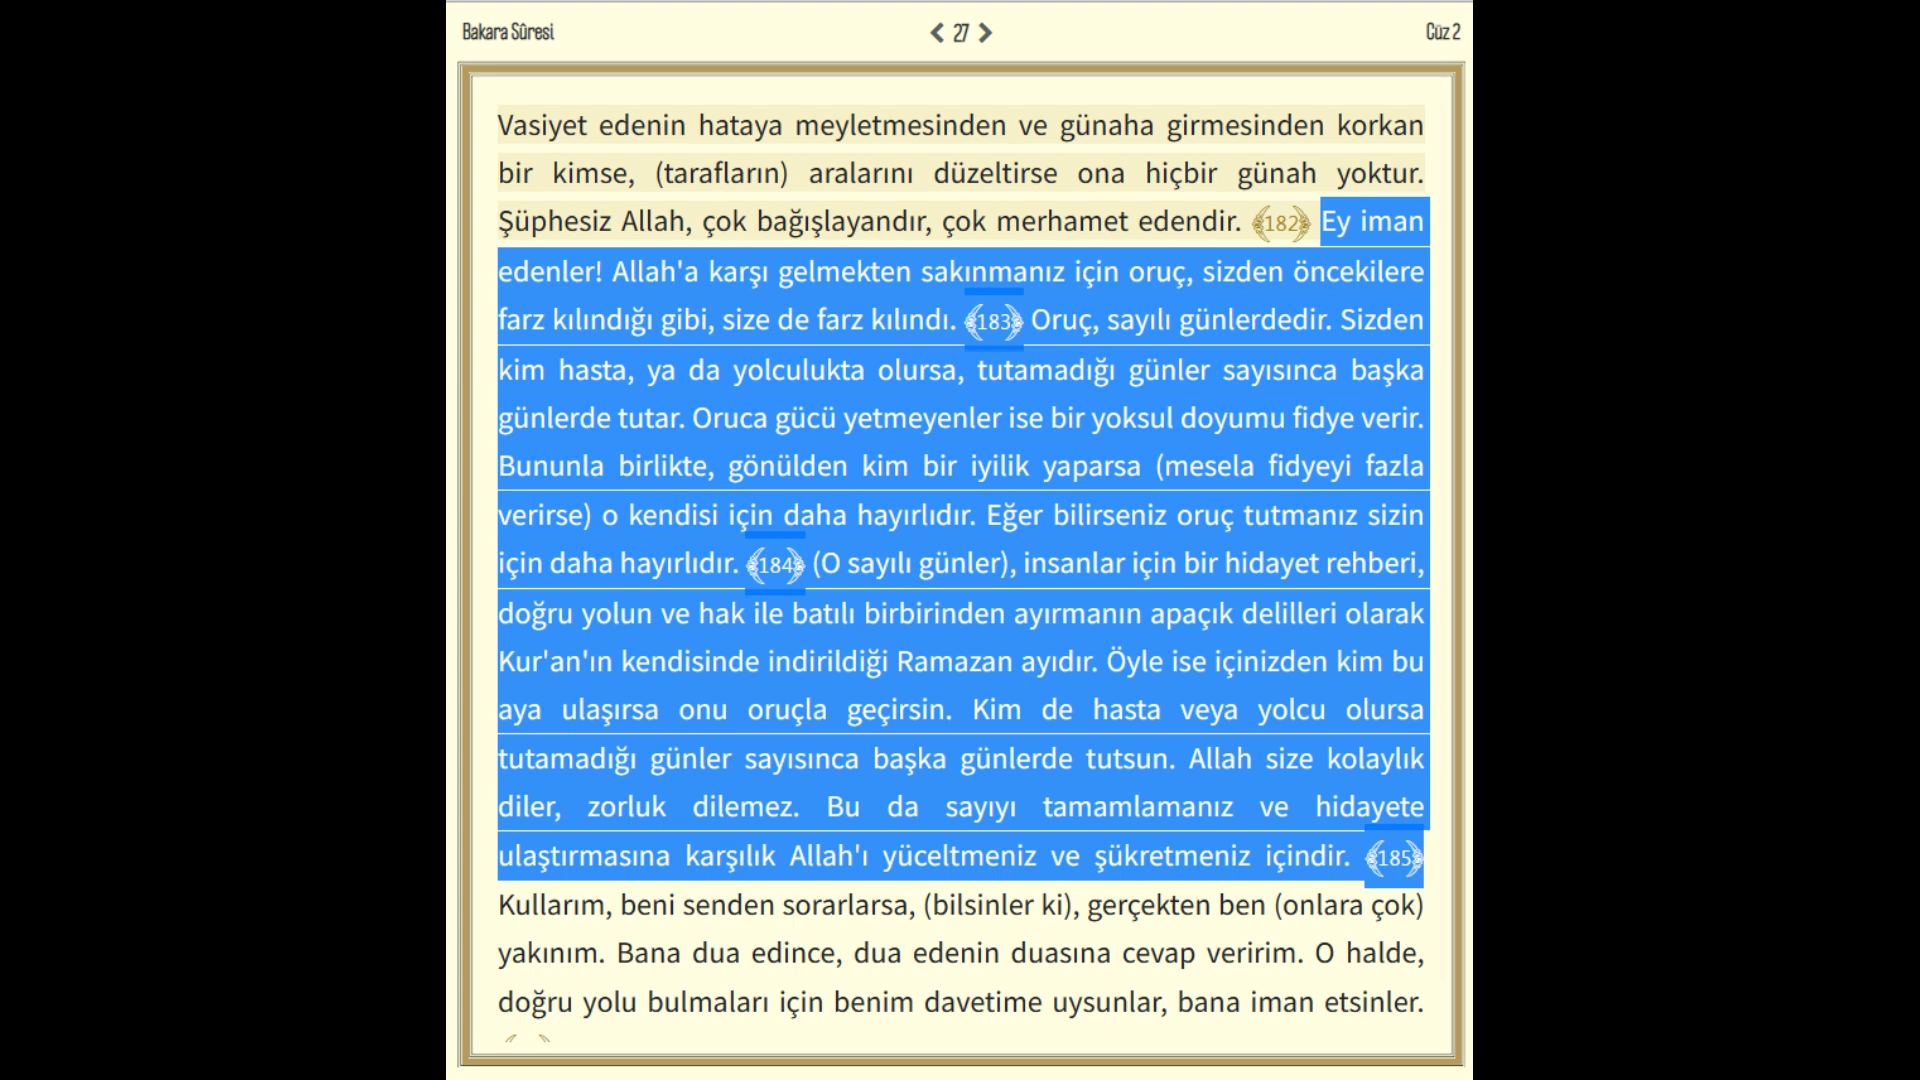 Bakara Sûresi
27
Cüz 2
Vasiyet edenin hataya meyletmesinden ve günaha girmesinden korkan
bir kimse, (tarafların) aralarını düzeltirse ona hiçbir günah yoktur.
Şüphesiz Allah, çok bağışlayandır, çok merhamet edendir. ﴾182﴿ Ey iman
edenler! Allah'a karşı gelmekten sakınmanız için oruç, sizden öncekilere
farz kılındığı gibi, size de farz kılındı. ﴾183﴿ Oruç, sayılı günlerdedir. Sizden
kim hasta, ya da yolculukta olursa, tutamadığı günler sayısınca başka
günlerde tutar. Oruca gücü yetmeyenler ise bir yoksul doyumu fidye verir.
Bununla birlikte, gönülden kim bir iyilik yaparsa (mesela fidyeyi fazla
verirse) o kendisi için daha hayırlıdır. Eğer bilirseniz oruç tutmanız sizin
için daha hayırlıdır. ﴾184﴿ (O sayılı günler), insanlar için bir hidayet rehberi,
doğru yolun ve hak ile batılı birbirinden ayırmanın apaçık delilleri olarak
Kur'an'ın kendisinde indirildiği Ramazan ayıdır. Öyle ise içinizden kim bu
aya ulaşırsa onu oruçla geçirsin. Kim de hasta veya yolcu olursa
tutamadığı günler sayısınca başka günlerde tutsun. Allah size kolaylık
diler, zorluk dilemez. Bu da sayıyı tamamlamanız ve hidayete
ulaştırmasına karşılık Allah'ı yüceltmeniz ve şükretmeniz içindir. ﴾185﴿
Kullarım, beni senden sorarlarsa, (bilsinler ki), gerçekten ben (onlara çok)
yakınım. Bana dua edince, dua edenin duasına cevap veririm. O halde,
doğru yolu bulmaları için benim davetime uysunlar, bana iman etsinler.